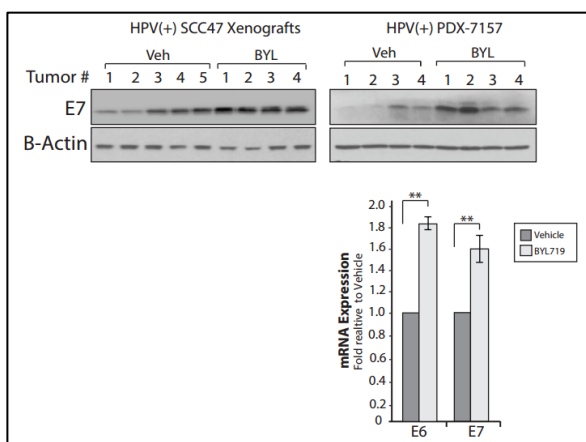 HPV(+) SCC47 Xenografts HPV(+) PDX-7157
Veh BYL Veh BYL
Tumor # 1 2 3 4 5 1 2 3 4 1 2 3 4 1 2 3 4
E7
B-Actin
mRNA Expression
Fold realtive to Vehicle
2.0
1.8
1.6
1.4
1.2
1.0
0.8
0.6
0.4
0.2
0
**
**
Vehicle
BYL719
E6 E7